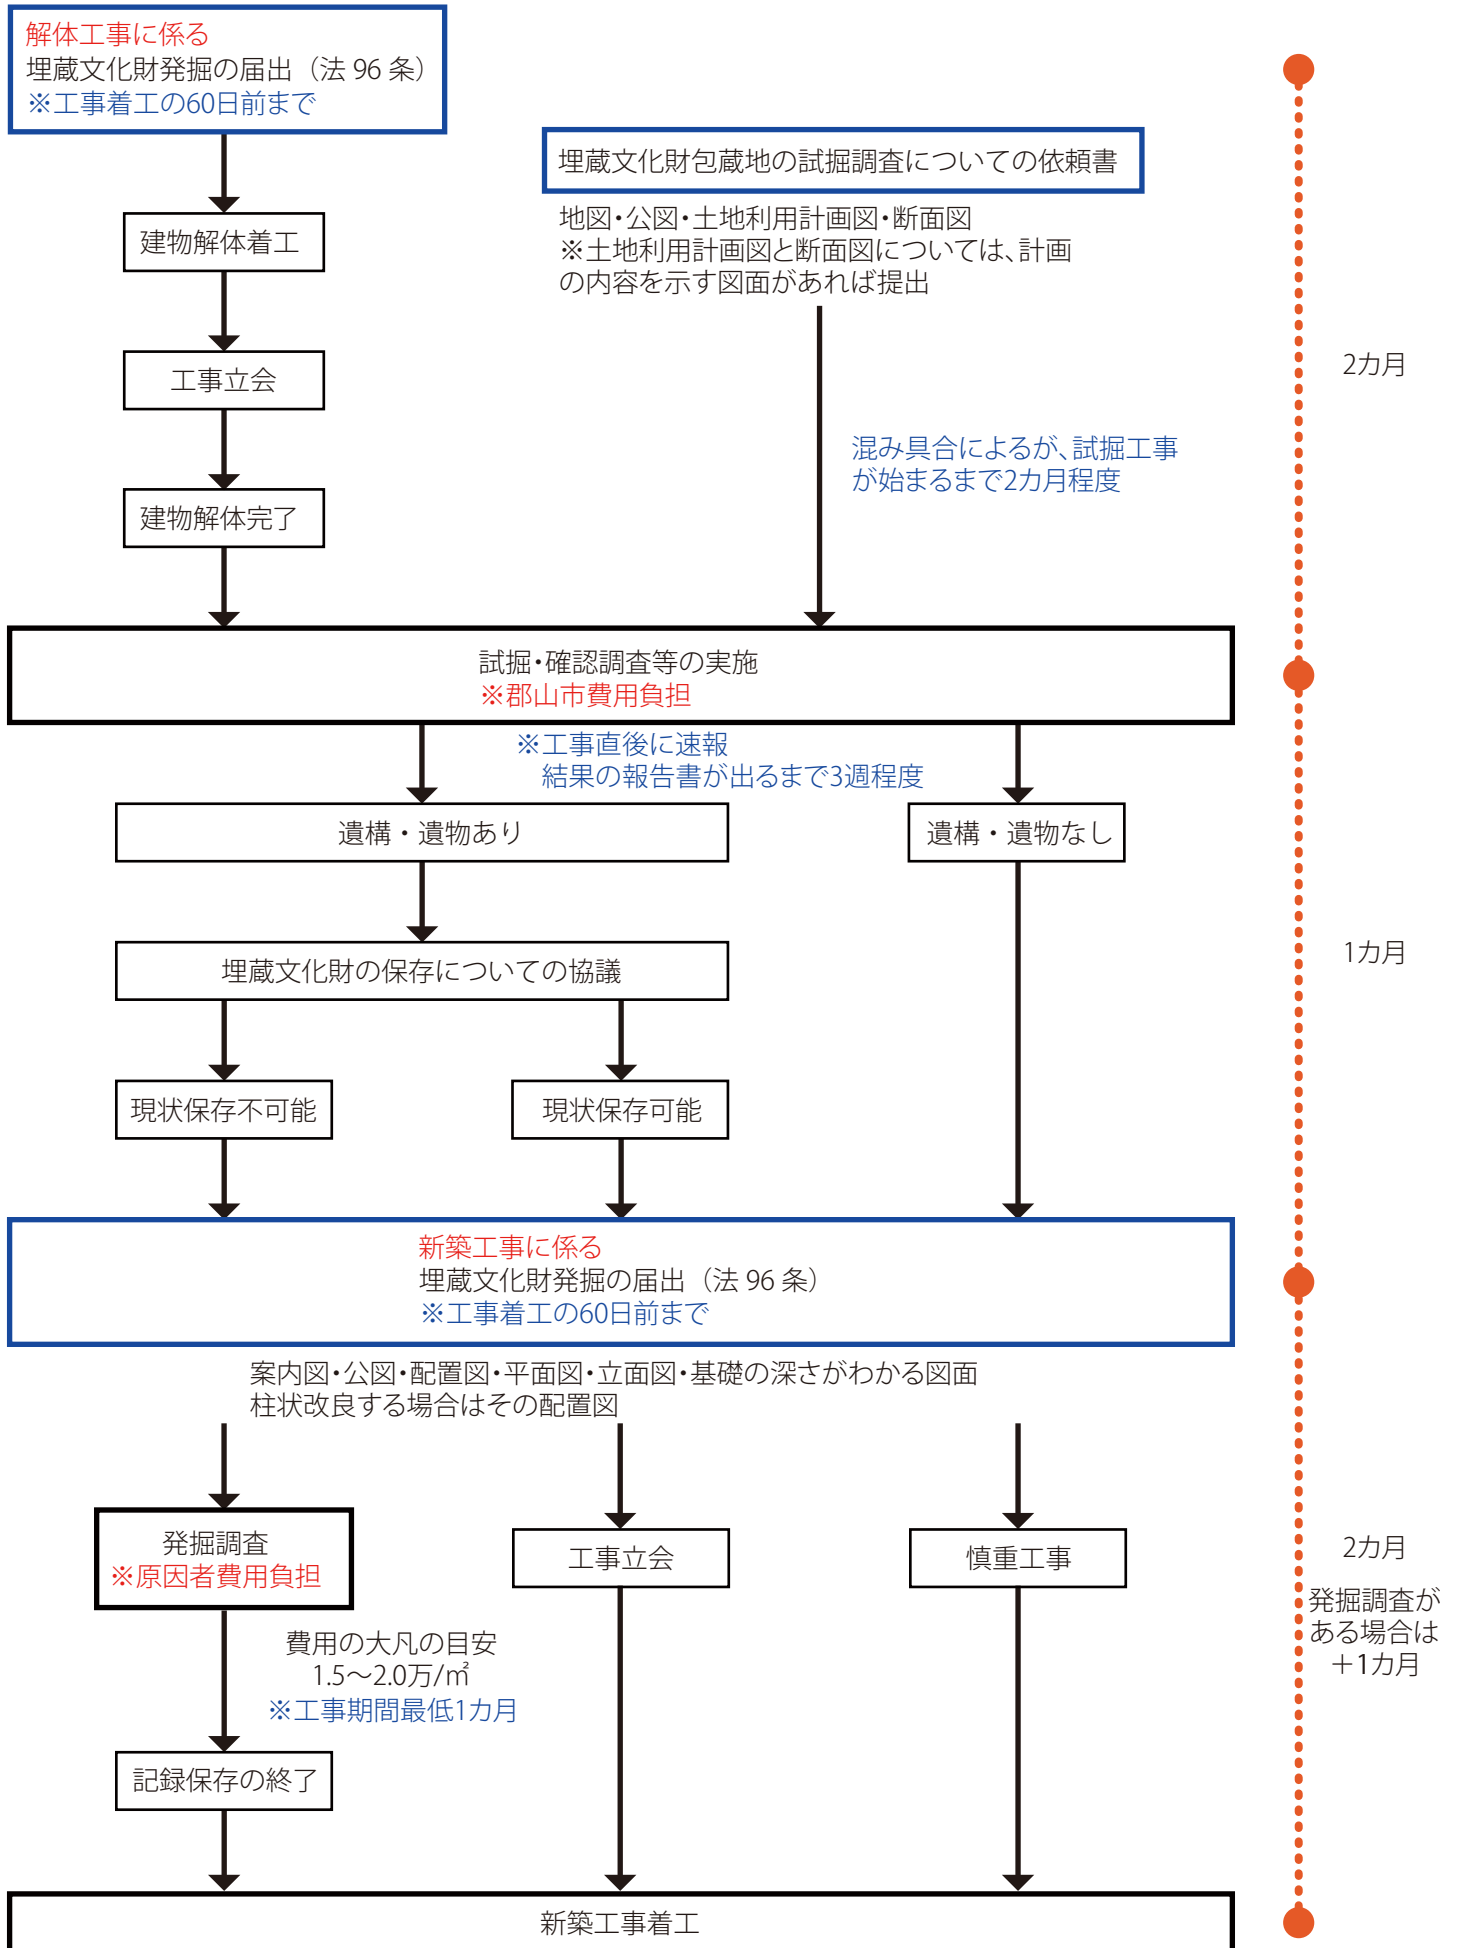 解体工事に係る
埋蔵文化財発掘の届出（法 96 条）
※工事着工の60日前まで
埋蔵文化財包蔵地の試掘調査についての依頼書
地図・公図・土地利用計画図・断面図
※土地利用計画図と断面図については、計画
の内容を示す図面があれば提出
建物解体着工
工事立会
2カ月
混み具合によるが、試掘工事
が始まるまで2カ月程度
建物解体完了
試掘・確認調査等の実施
※郡山市費用負担
※工事直後に速報
結果の報告書が出るまで3週程度
遺構・遺物あり
遺構・遺物なし
埋蔵文化財の保存についての協議
1カ月
現状保存不可能
現状保存可能
新築工事に係る
埋蔵文化財発掘の届出（法 96 条）
※工事着工の60日前まで
案内図・公図・配置図・平面図・立面図・基礎の深さがわかる図面
柱状改良する場合はその配置図
発掘調査
※原因者費用負担
工事立会
慎重工事
2カ月
発掘調査が
ある場合は
＋1カ月
費用の大凡の目安
1.5〜2.0万/㎡
※工事期間最低1カ月
記録保存の終了
新築工事着工